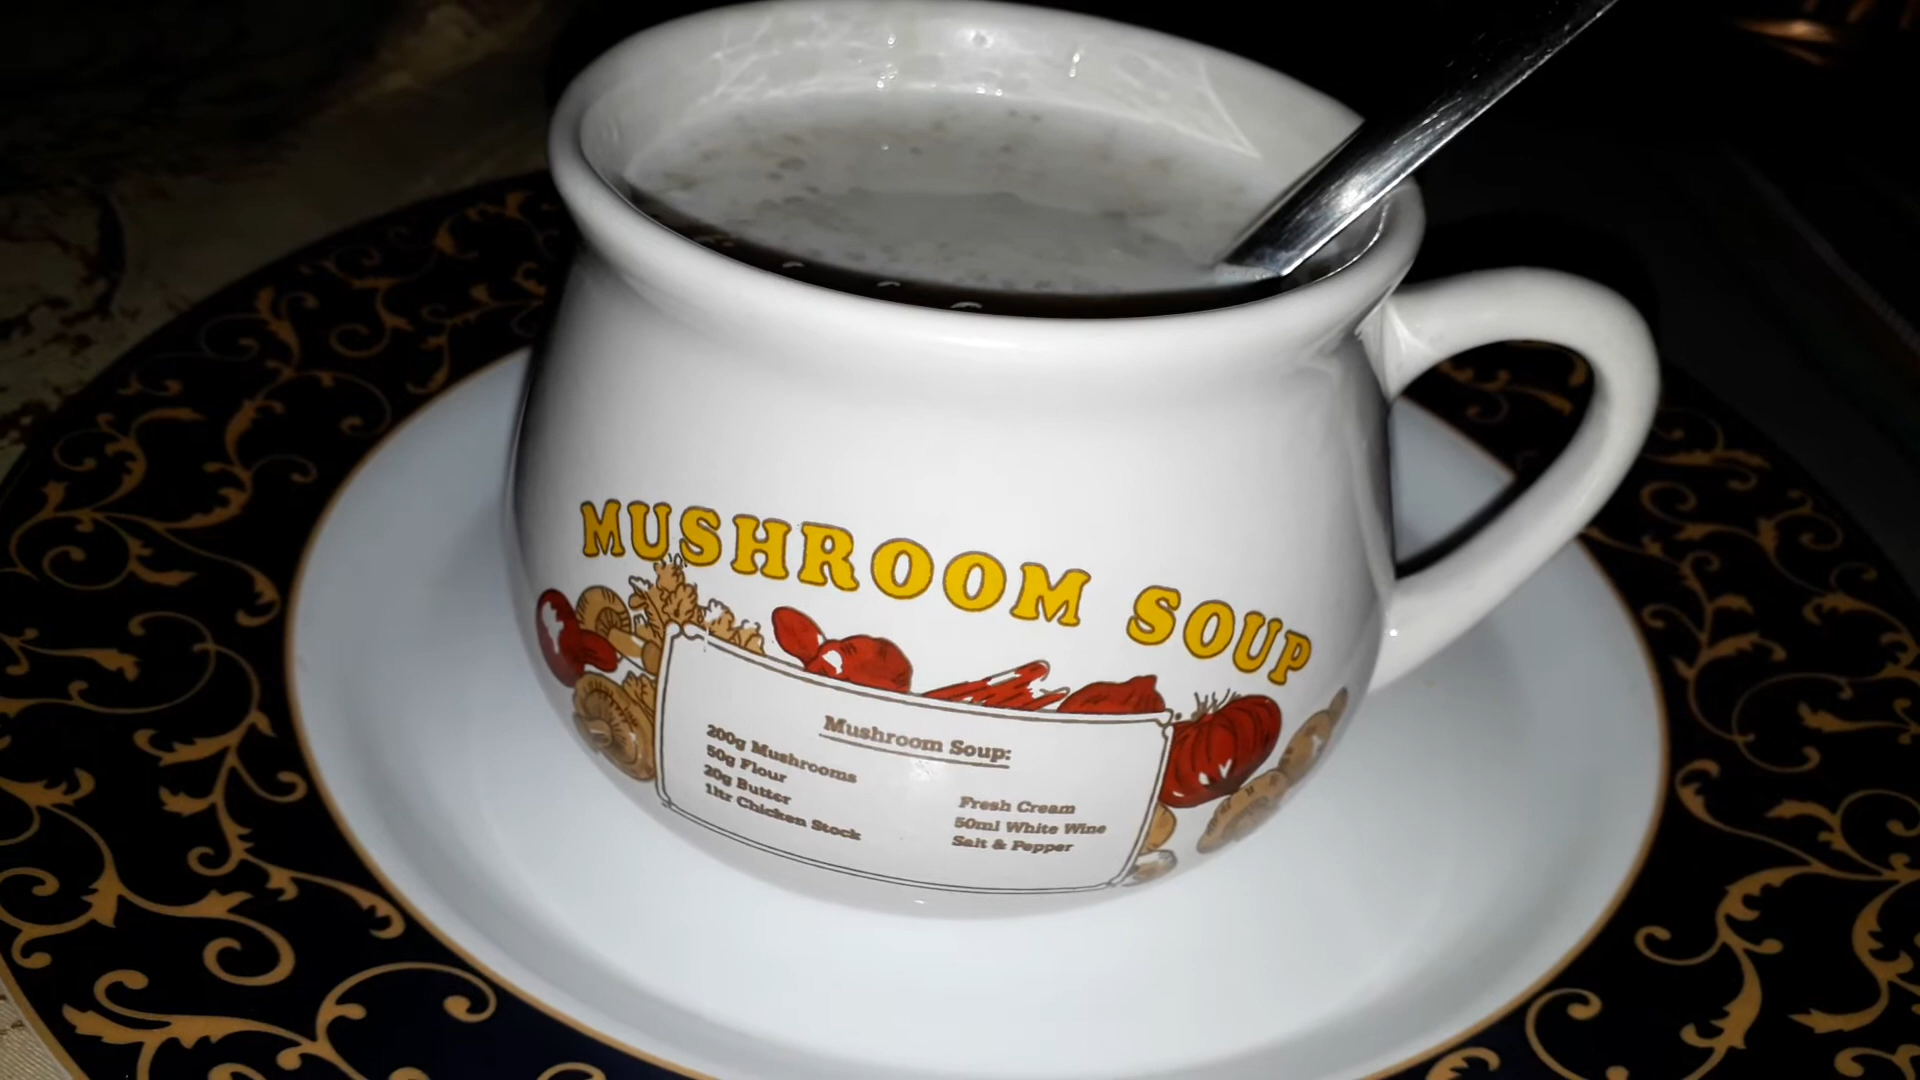 MUSHROOM SOUP
Mushroom Soup:
200g Mushrooms
50g Flour
20g Butter
1ltr Chicken Stock
Fresh Cream
50ml White Wine
Salt & Pepper